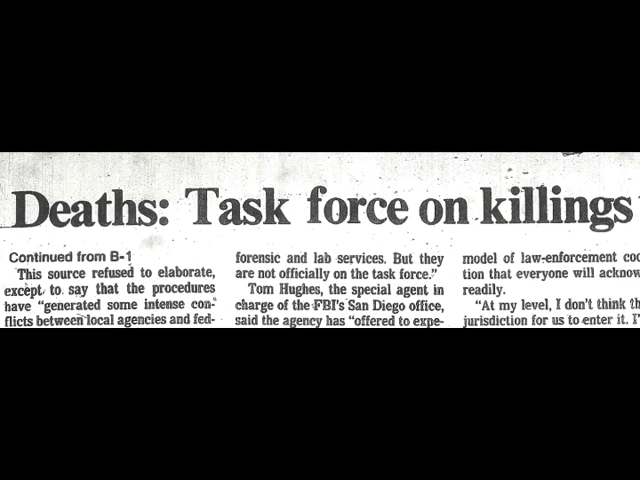 Deaths: Task force on killings
Continued from B-1
This source refused to elaborate,
except to say that the procedures
have “generated some intense con-
flicts between local agencies and fed-
forensic and lab services. But they
are not officially on the task force.”
Tom Hughes, the special agent in
charge of the FBI's San Diego office,
said the agency has “offered to expe-
model of law-enforcement
tion that everyone will
readily.
“At my level, I don't think
jurisdiction for us to enter it.